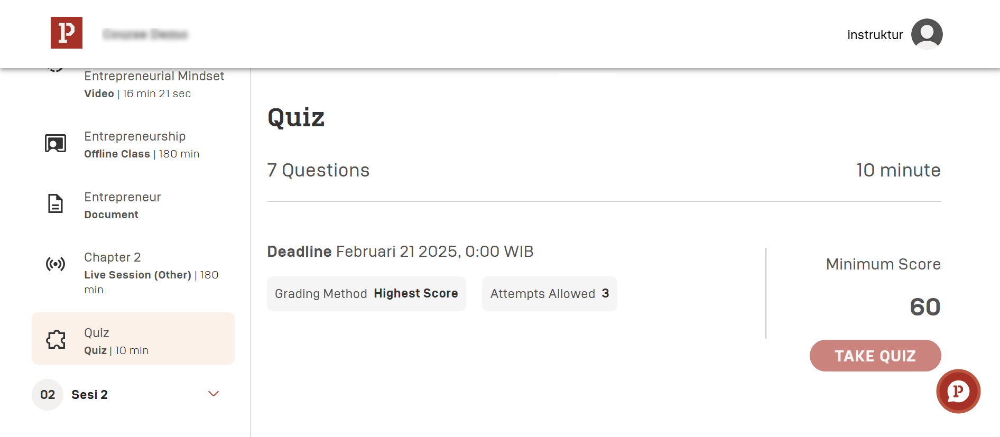 P
instruktur
Entrepreneurial Mindset
Video | 16 min 21 sec
Entrepreneurship
Offline Class | 180 min
Entrepreneur
Document
Chapter 2
Live Session (Other) | 180
min
Quiz
Quiz | 10 min
02 Sesi 2
Quiz
7 Questions
10 minute
Deadline Februari 21 2025, 0:00 WIB
Grading Method Highest Score
Attempts Allowed 3
Minimum Score
60
TAKE QUIZ
P